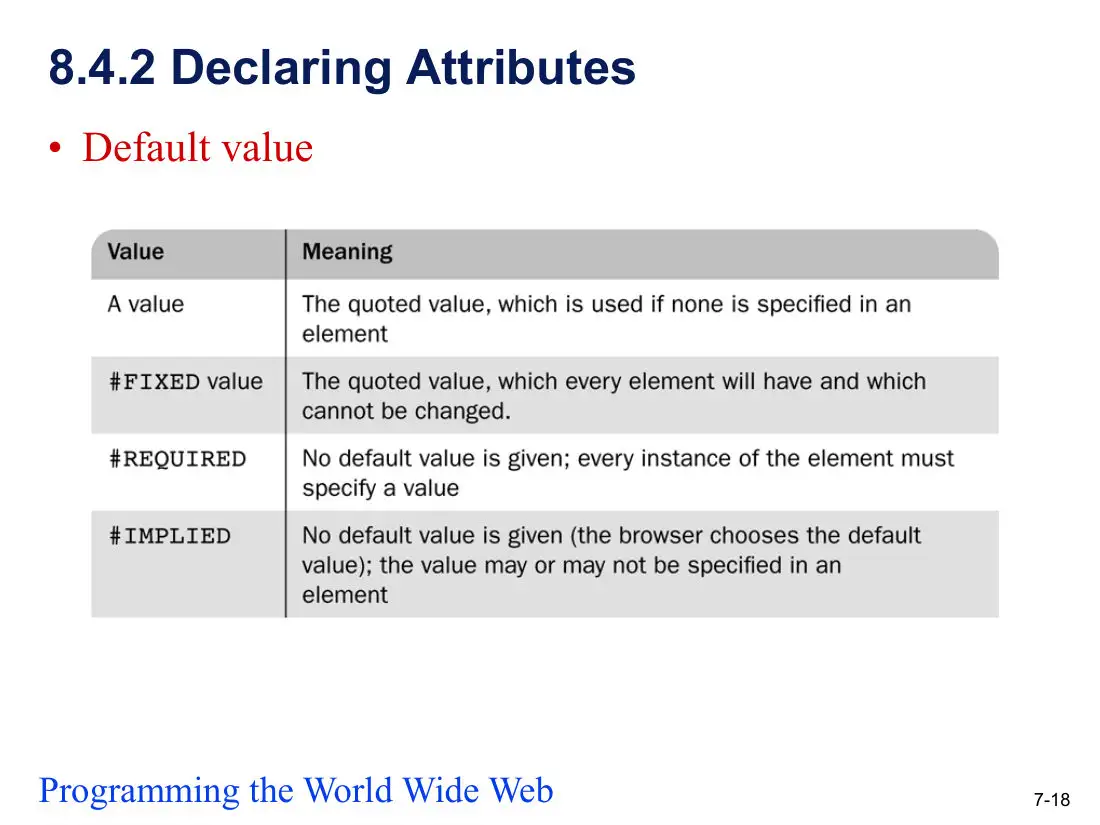 8.4.2 Declaring Attributes
• Default value
Value Meaning
A value The quoted value, which is used if none is specified in an
element
#FIXED value The quoted value, which every element will have and which
cannot be changed.
#REQUIRED No default value is given; every instance of the element must
specify a value
#IMPLIED No default value is given (the browser chooses the default
value); the value may or may not be specified in an
element
Programming the World Wide Web
7-18